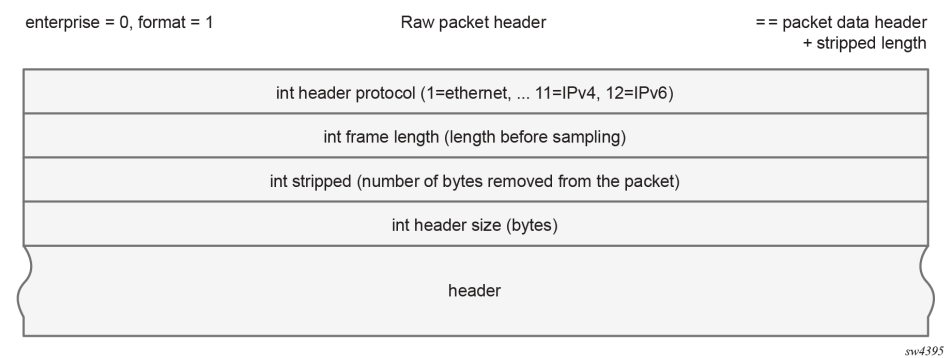 enterprise = 0, format = 1 Raw packet header == packet data header
+ stripped length
int header protocol (1=ethernet, ... 11=IPv4, 12=IPv6)
int frame length (length before sampling)
int stripped (number of bytes removed from the packet)
int header size (bytes)
header
sw4395